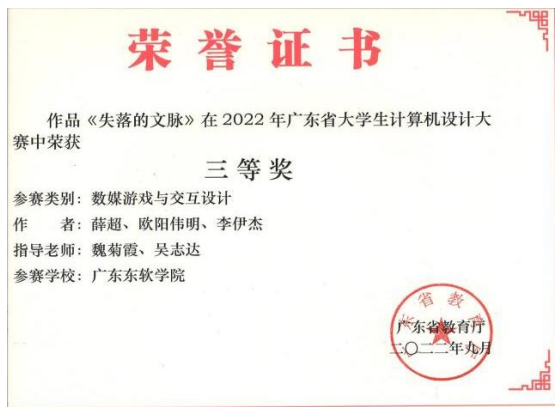 荣誉证书
作品《失落的文脉》在 2022 年广东省大学生计算机设计大
赛中荣获
三等奖
参赛类别：数媒游戏与交互设计
作 者：薛超、欧阳伟明、李伊杰
指导老师：魏菊霞、吴志达
参赛学校：广东东软学院
广东省教育厅
二〇二二年九月